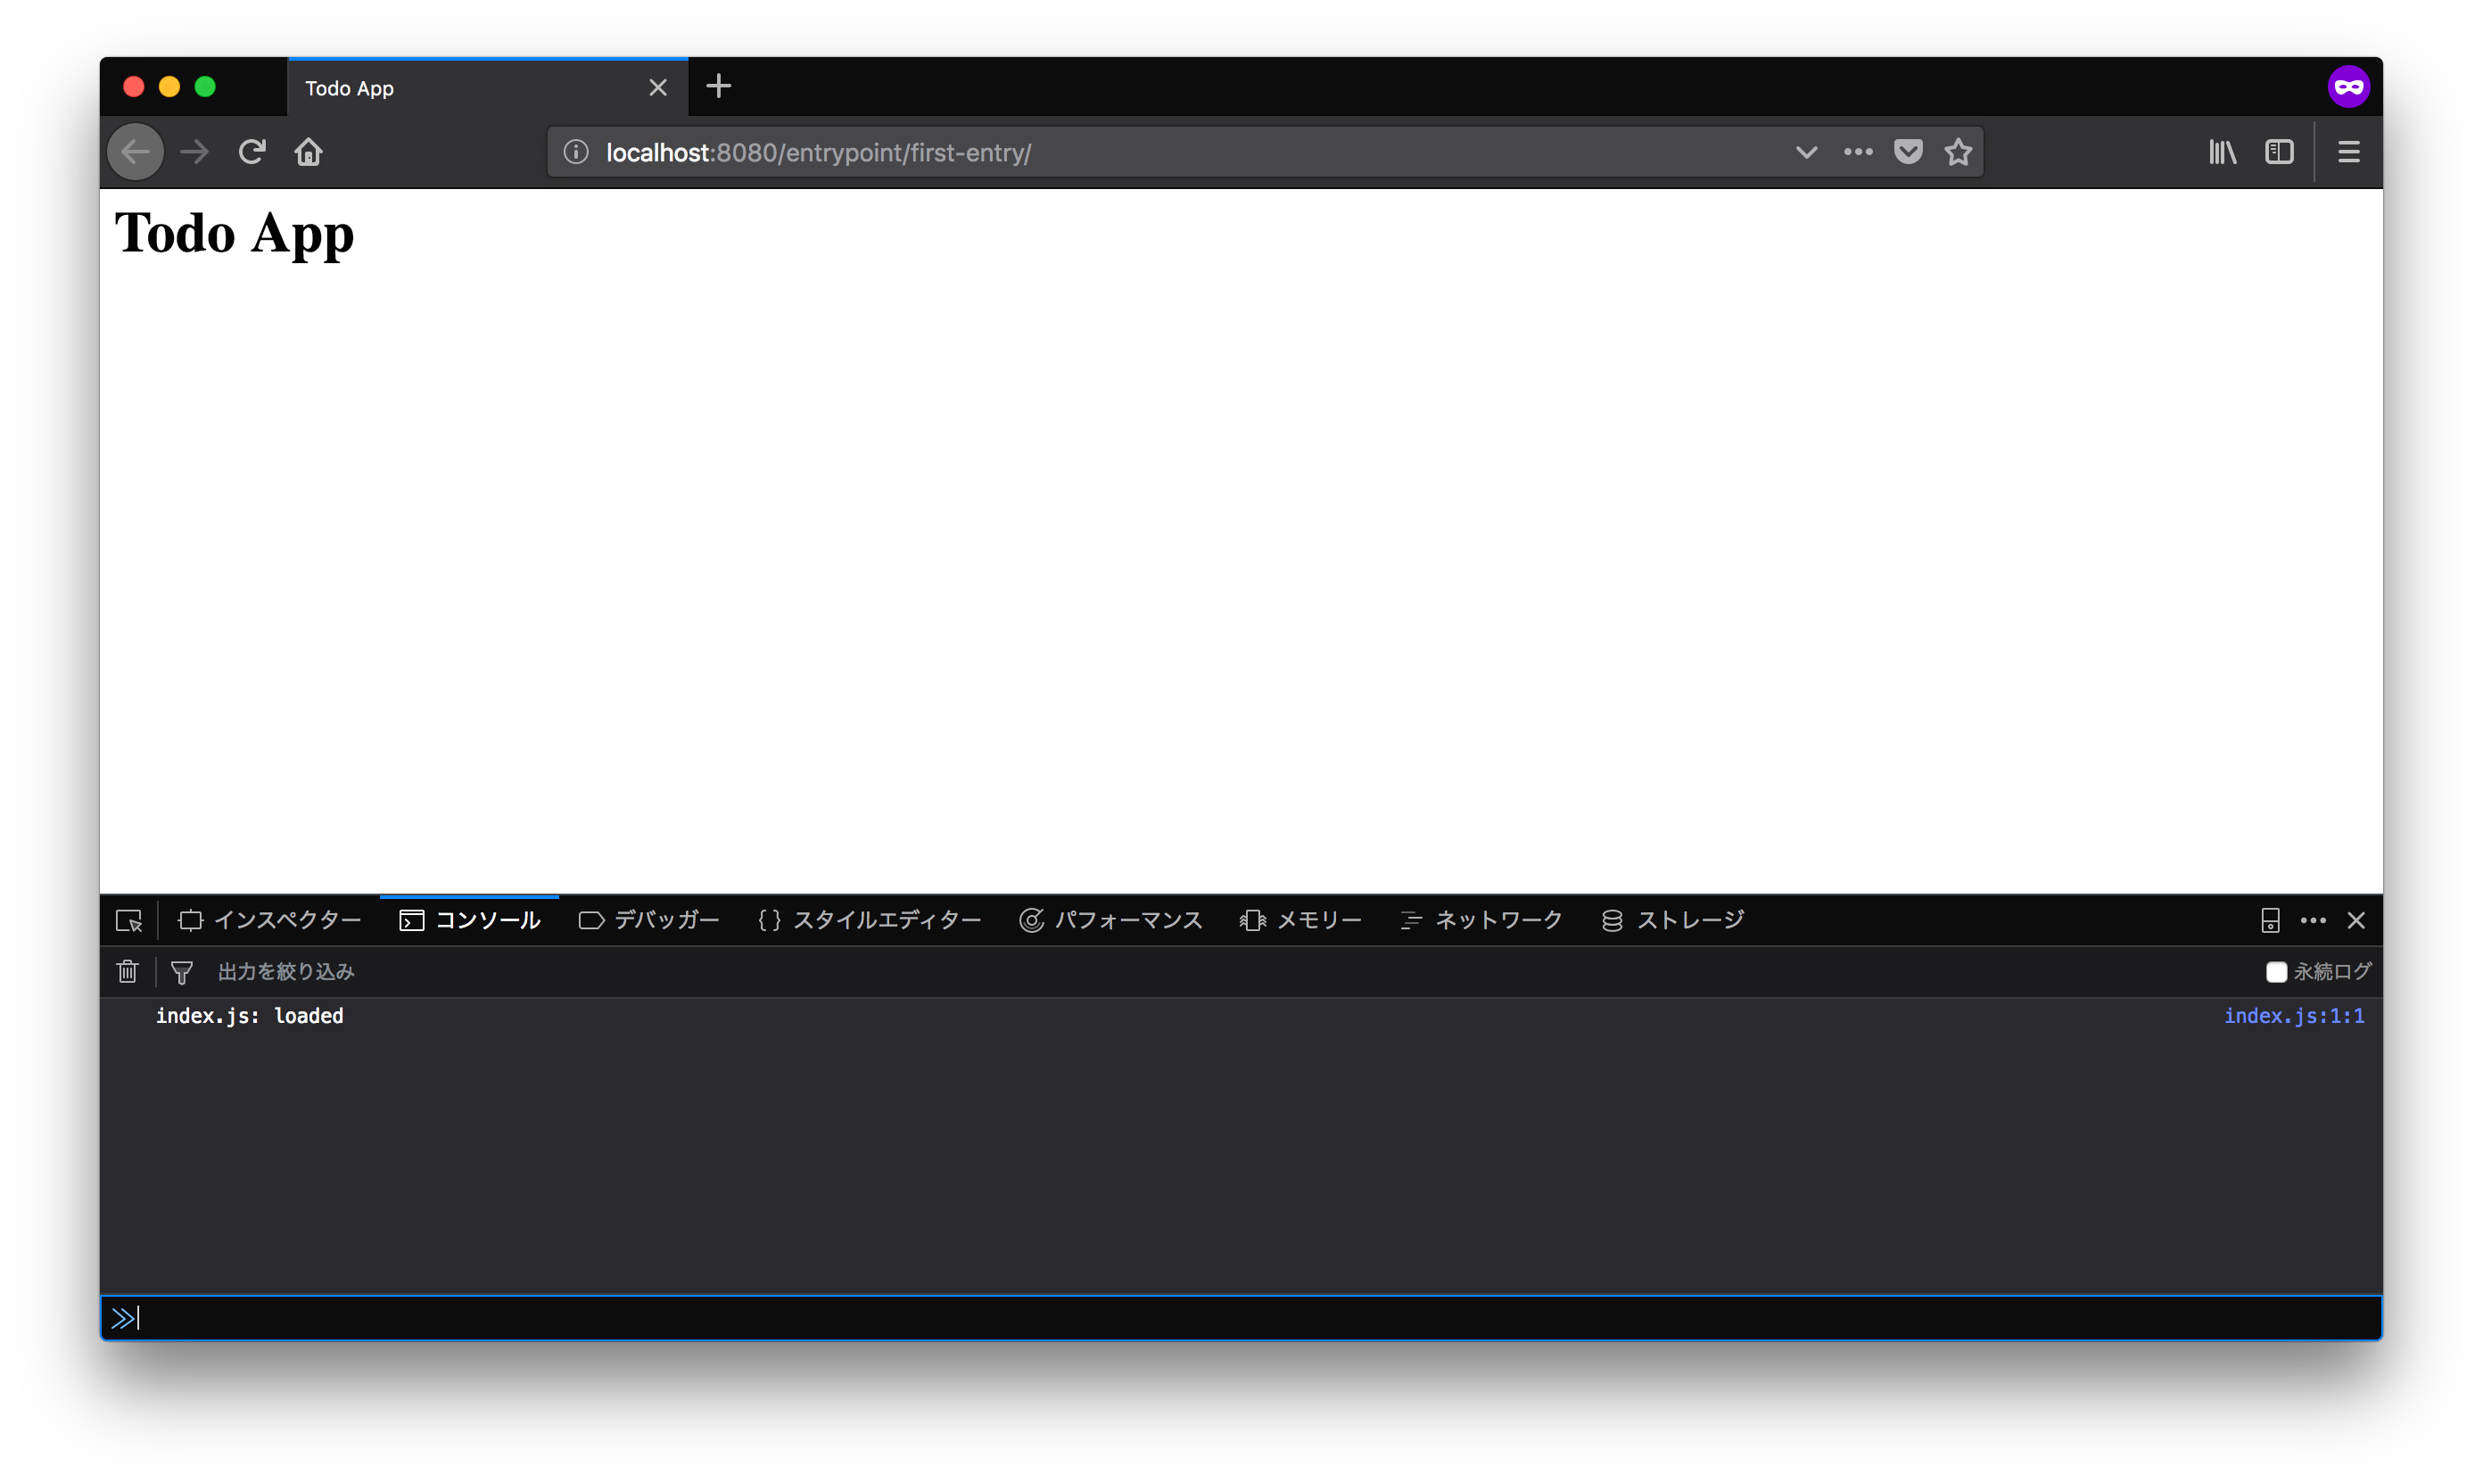 Todo App
localhost:8080/entrypoint/first-entry/
Todo App
インスペクター コンソール デバッガー スタイルエディター パフォーマンス メモリー ネットワーク ストレージ
出力を絞り込み 永続ログ
index.js: loaded index.js:1:1